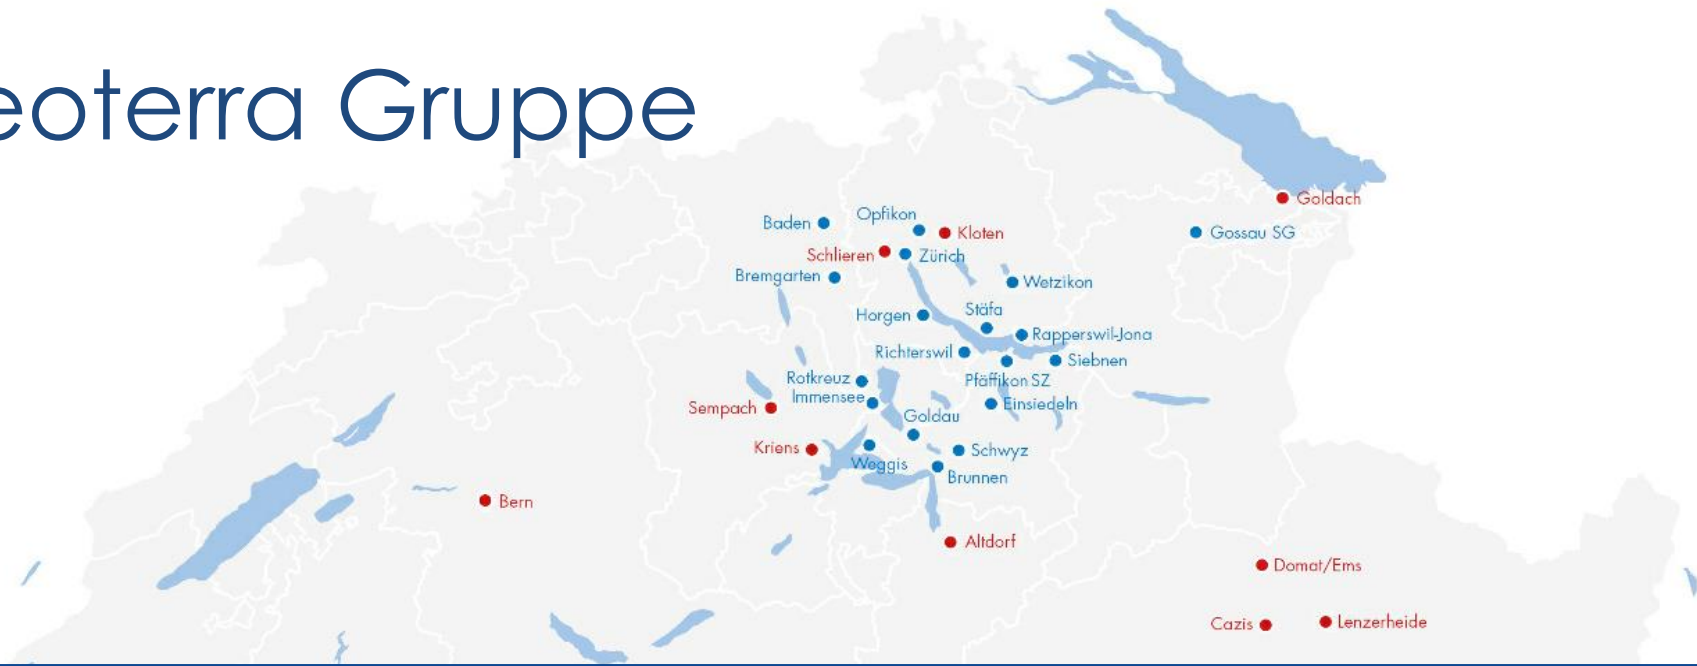 eoterra Gruppe
Goldach
Baden
Opfikon
Kloten
Gossau SG
Schlieren
Zürich
Bremgarten
Wetzikon
Horgen
Stäfa
Rapperswil-Jona
Richterswil
Siebnen
Rotkreuz
Pfäffikon SZ
Immensee
Einsiedeln
Sempach
Goldau
Kriens
Schwyz
Weggis
Brunnen
Bern
Altdorf
Domat/Ems
Cazis
Lenzerheide